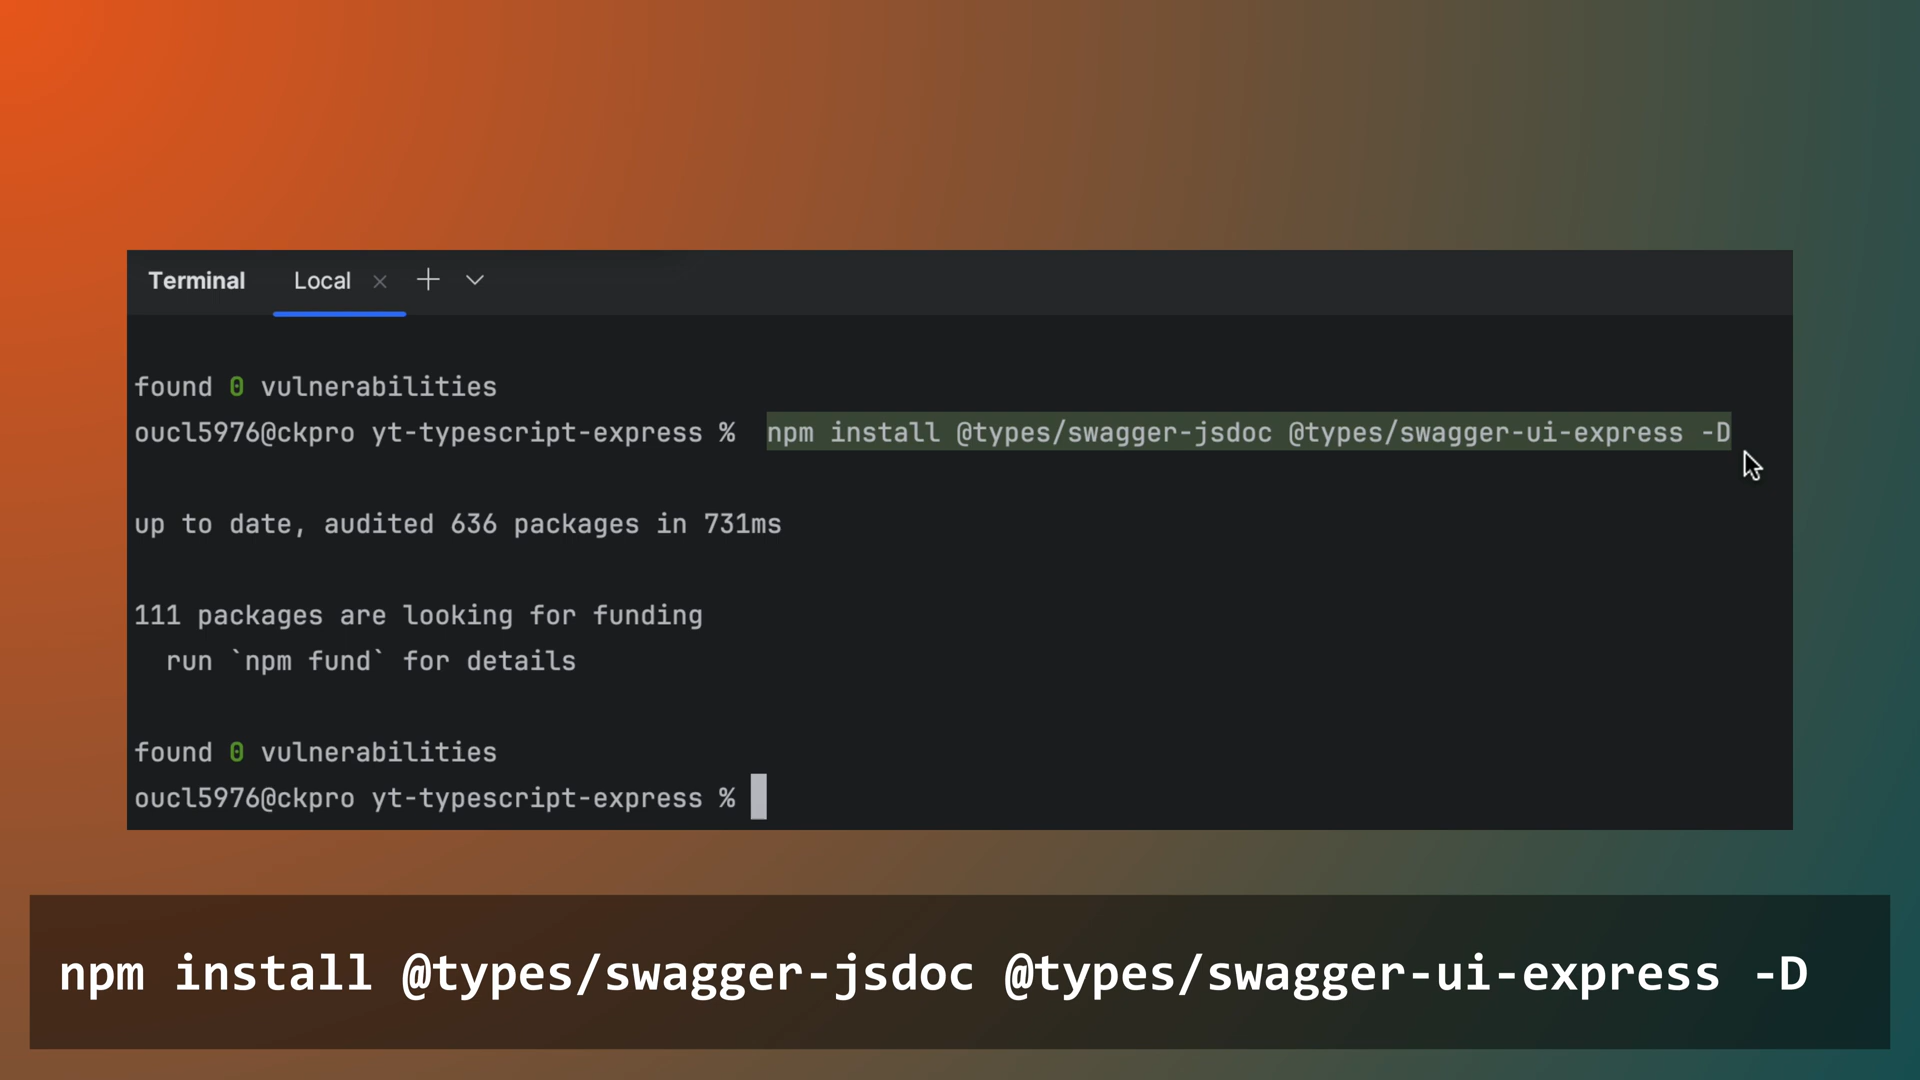 Terminal Local
found 0 vulnerabilities
oucl5976@ckpro yt-typescript-express % npm install @types/swagger-jsdoc @types/swagger-ui-express -D
up to date, audited 636 packages in 731ms
111 packages are looking for funding
run `npm fund` for details
found 0 vulnerabilities
oucl5976@ckpro yt-typescript-express %
npm install @types/swagger-jsdoc @types/swagger-ui-express -D